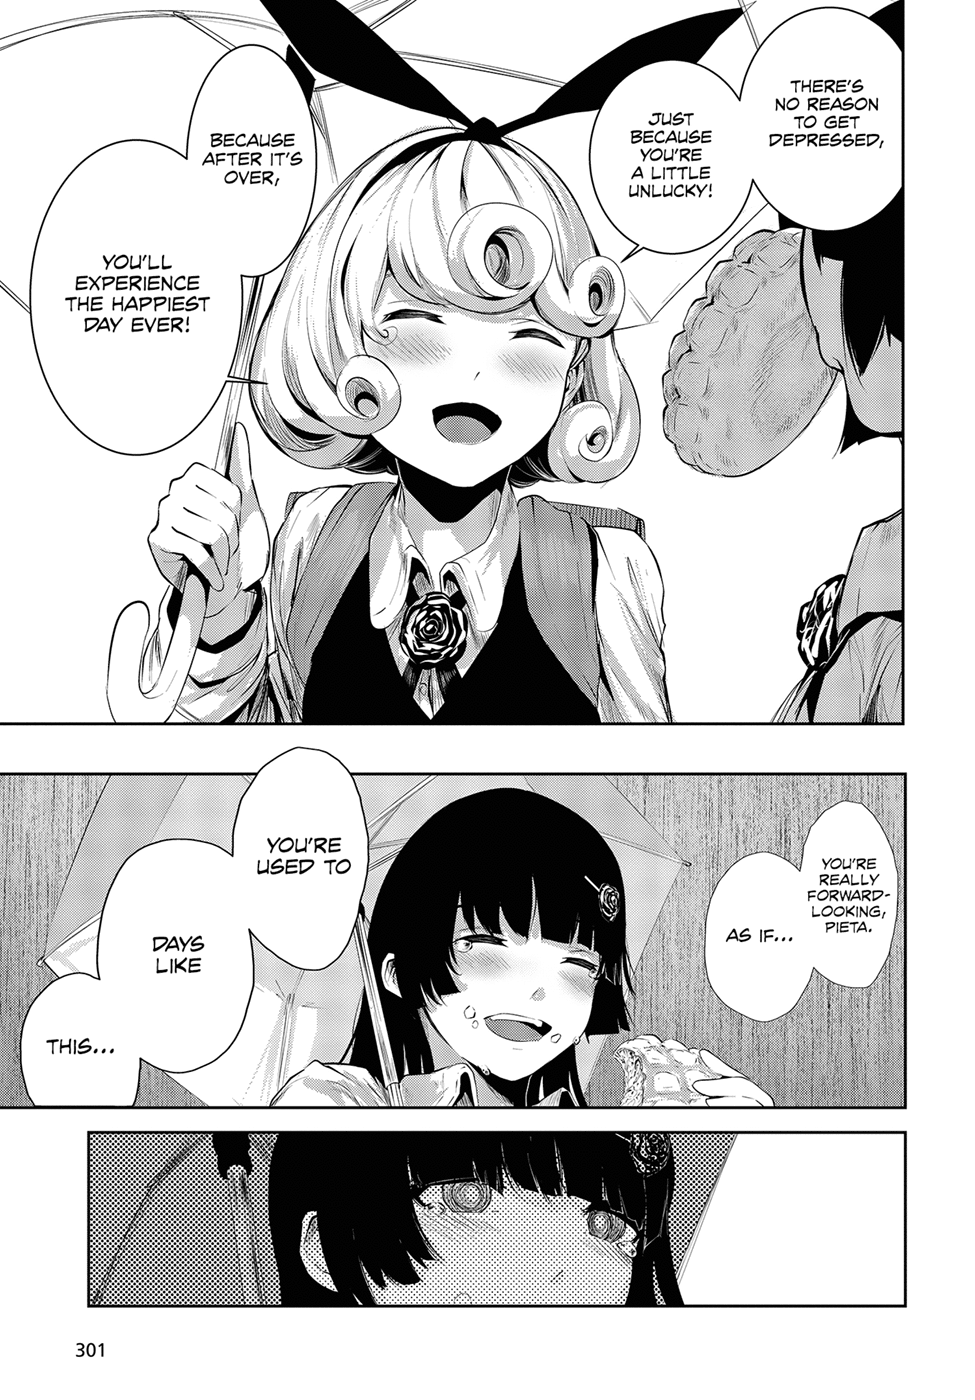 THERE'S
NO REASON
TO GET
DEPRESSED,
JUST
BECAUSE
YOU'RE
A LITTLE
UNLUCKY!
BECAUSE
AFTER IT'S
OVER,
YOU'LL
EXPERIENCE
THE HAPPIEST
DAY EVER!
YOU'RE
REALLY
FORWARD-
LOOKING,
PIETA.
AS IF...
YOU'RE
USED TO
DAYS
LIKE
THIS...
301